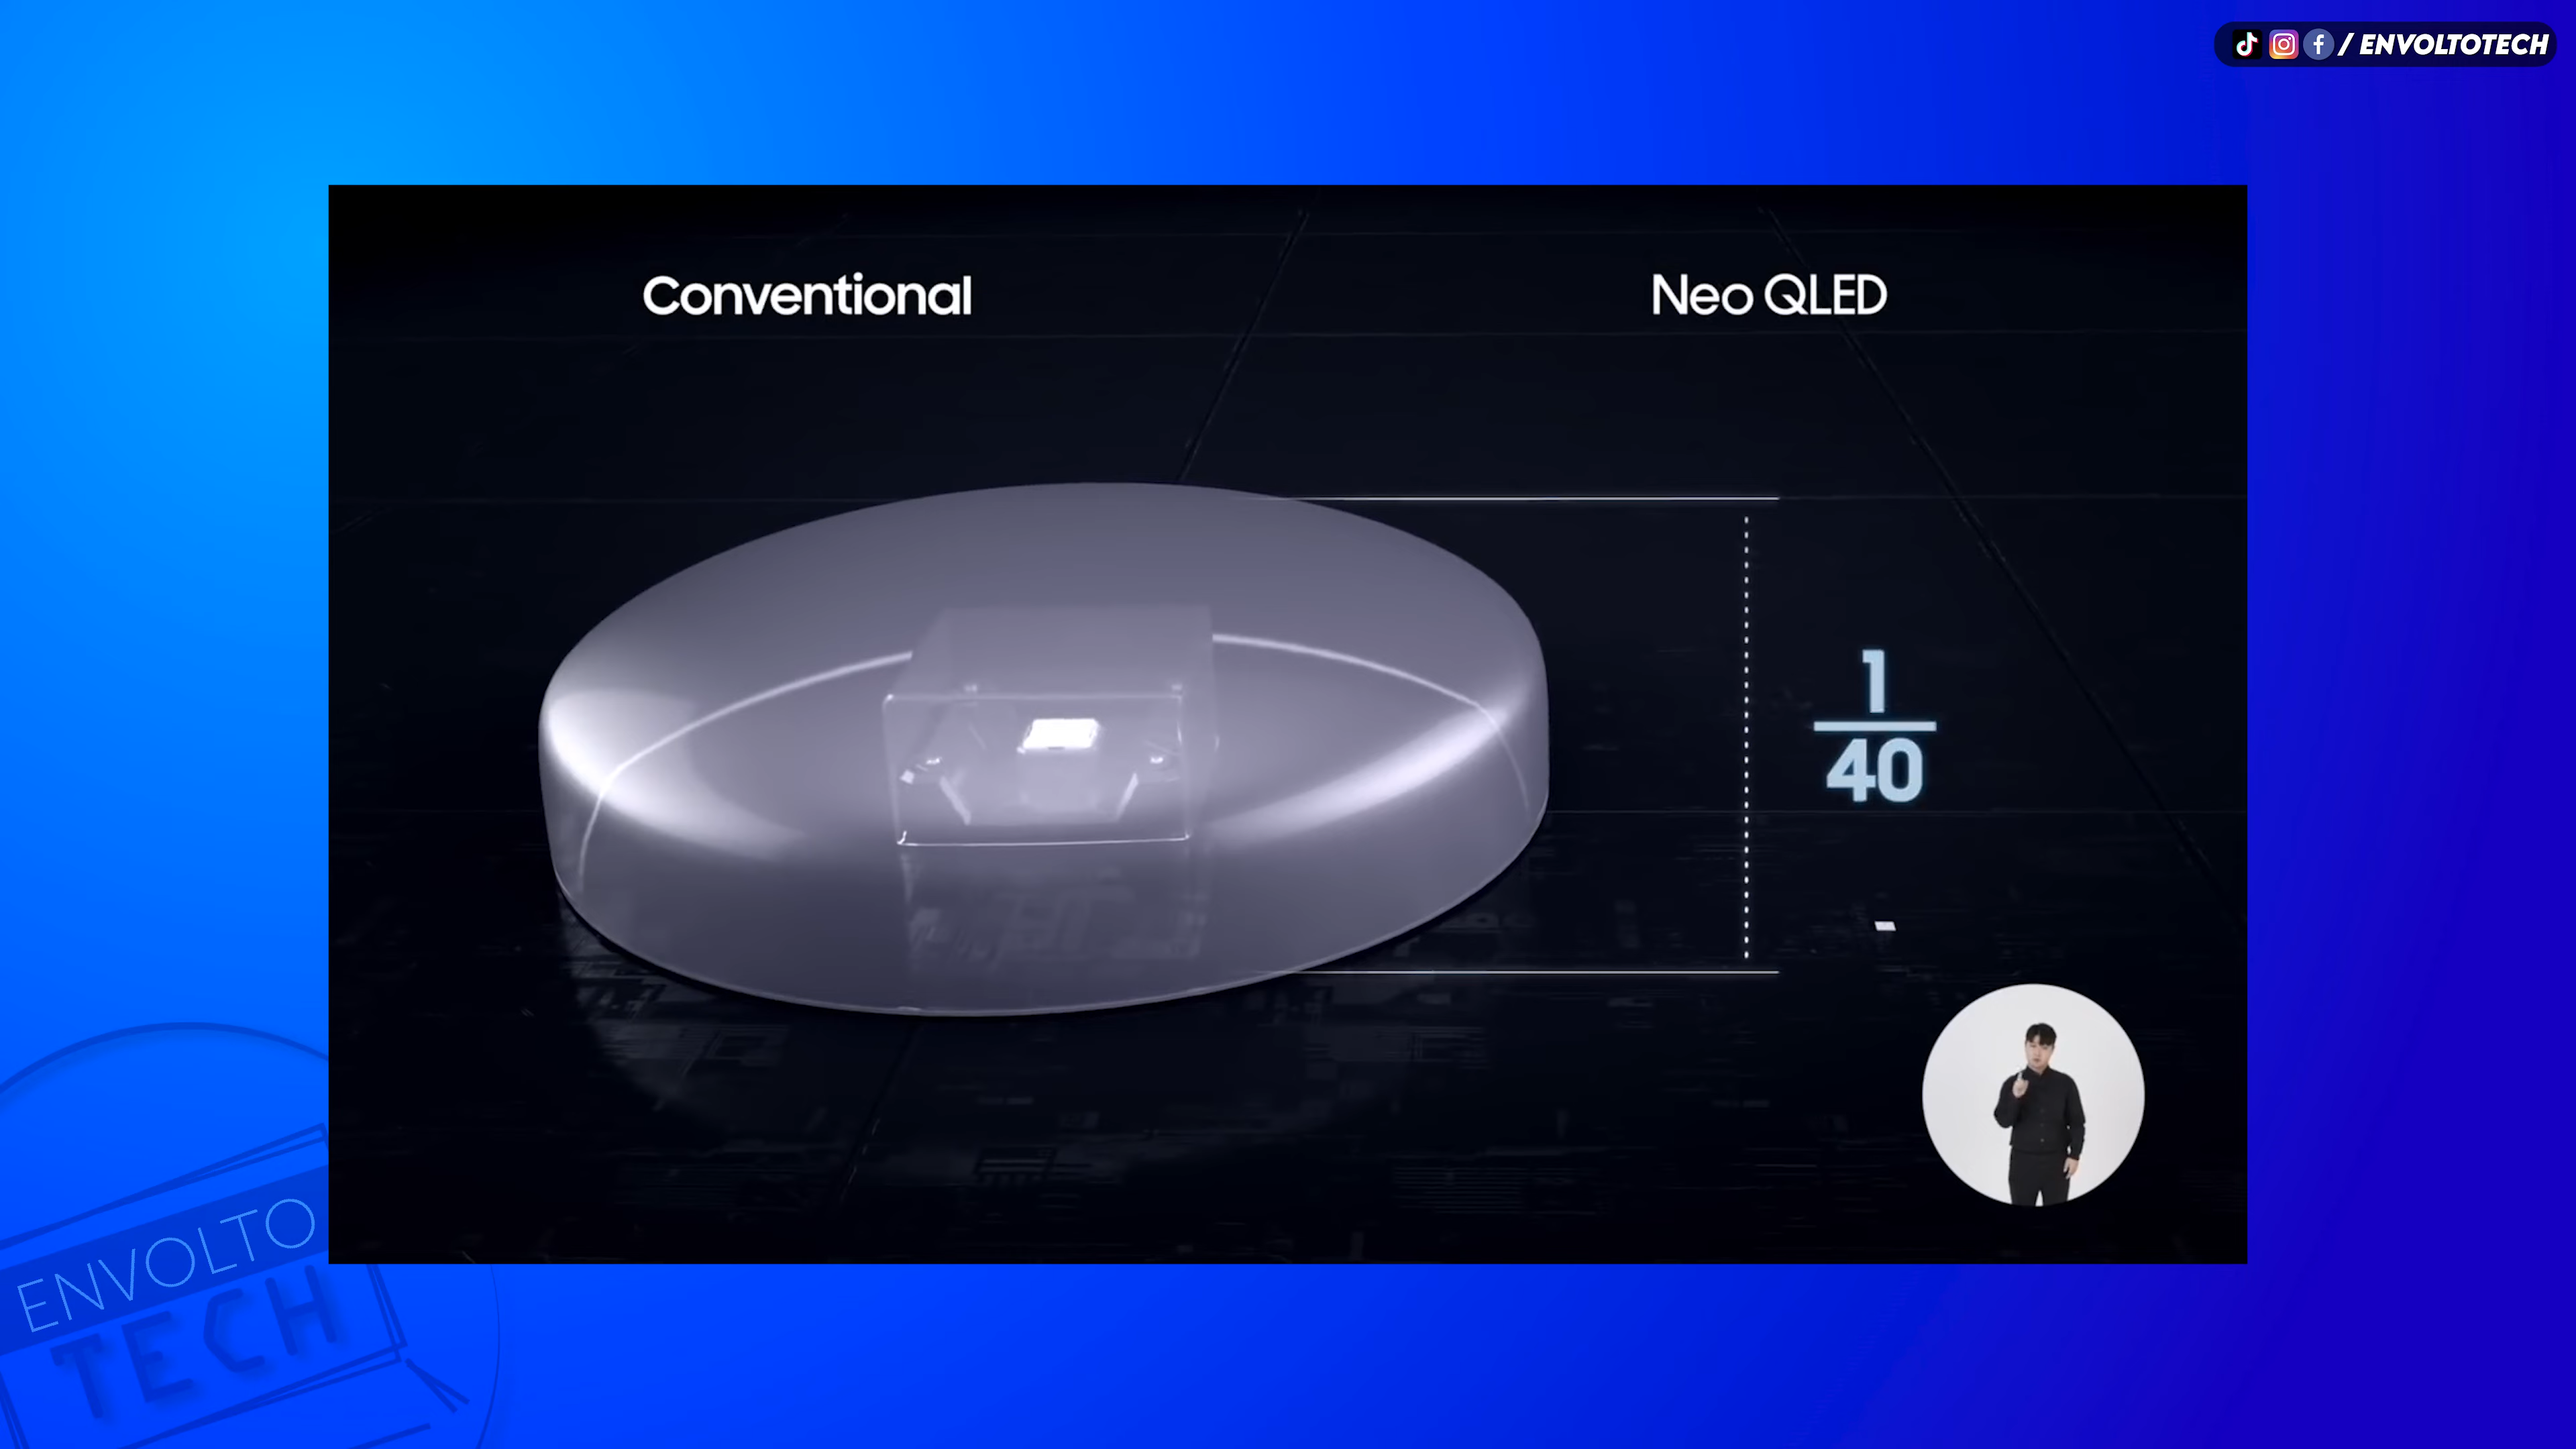 / ENVOLTOTECH
Conventional
Neo QLED
1
40
ENVOLTO
TECH